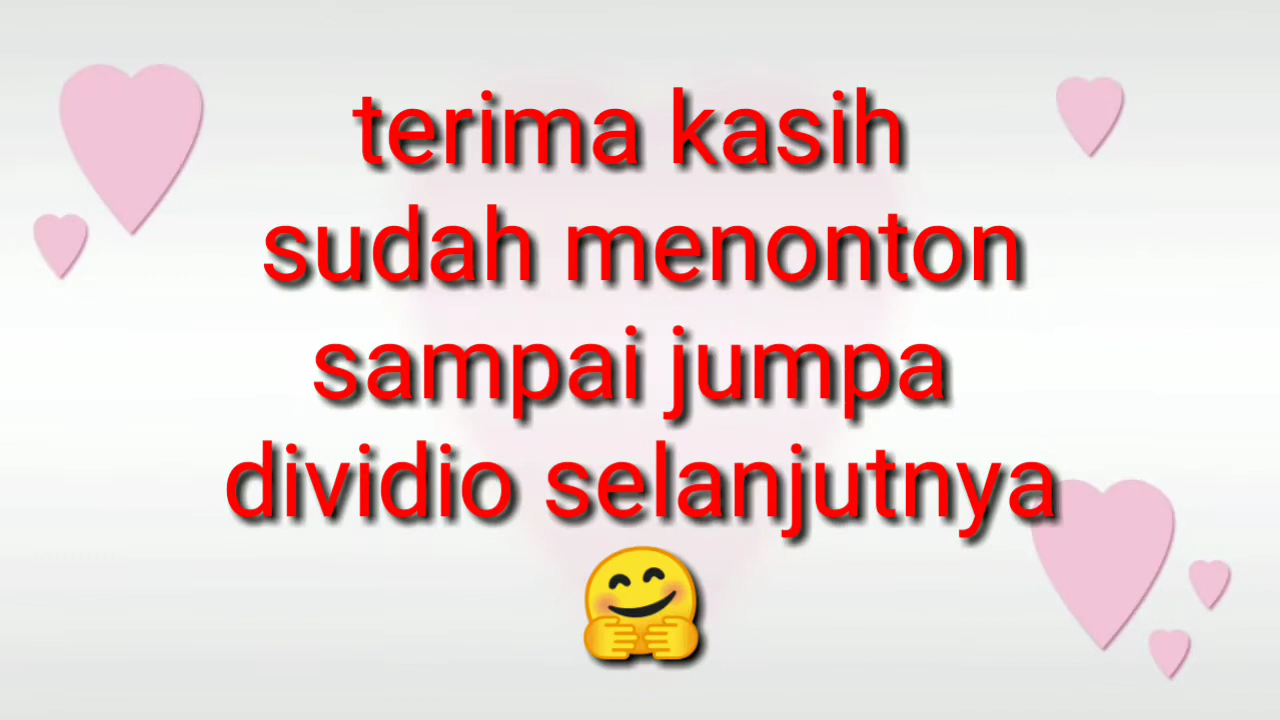 terima kasih
sudah menonton
sampai jumpa
dividio selanjutnya
🤗